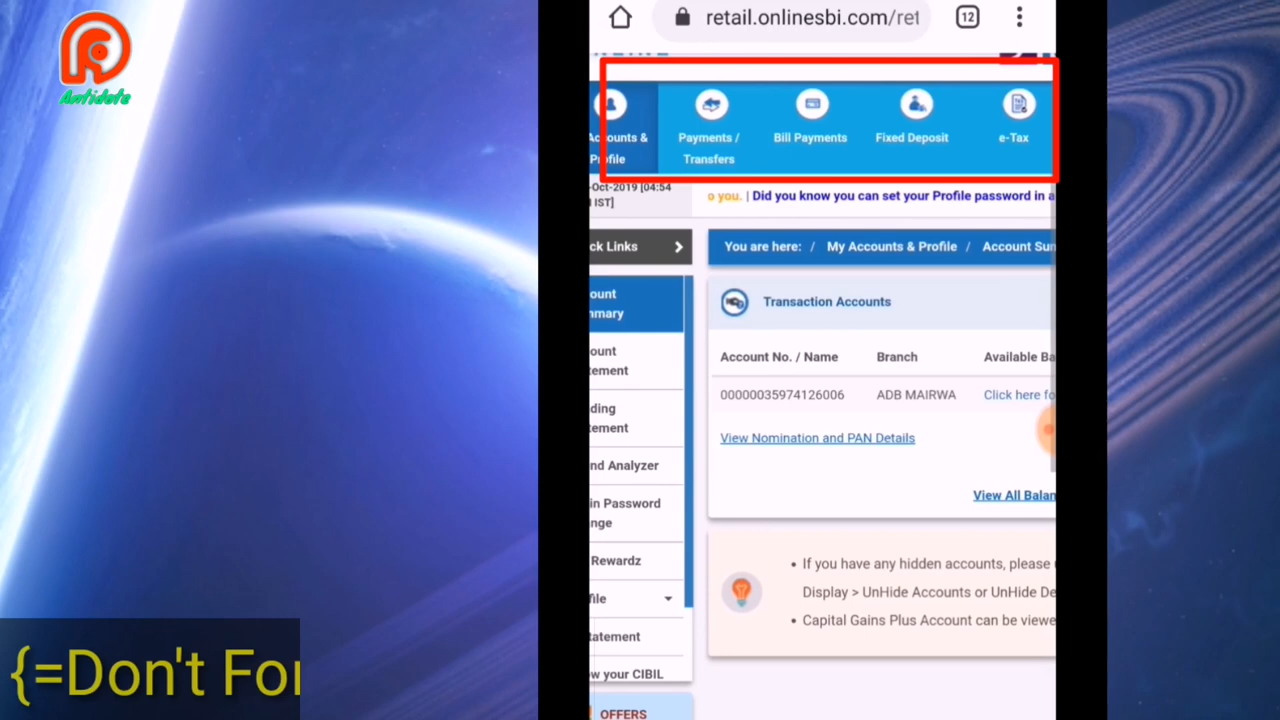 Antidote
retail.onlinesbi.com/ret
12
Accounts &
Profile
Payments /
Transfers
Bill Payments
Fixed Deposit
e-Tax
-Oct-2019 [04:54
IST]
o you. | Did you know you can set your Profile password in a
ck Links
You are here: / My Accounts & Profile / Account Sum
ount
mmary
ount
tement
ding
tement
nd Analyzer
in Password
nge
Rewardz
file
tatement
w your CIBIL
OFFERS
Transaction Accounts
Account No. / Name Branch Available Ba
00000035974126006 ADB MAIRWA Click here fo
View Nomination and PAN Details
View All Balan
• If you have any hidden accounts, please
Display > UnHide Accounts or UnHide De
• Capital Gains Plus Account can be viewe
{=Don't For